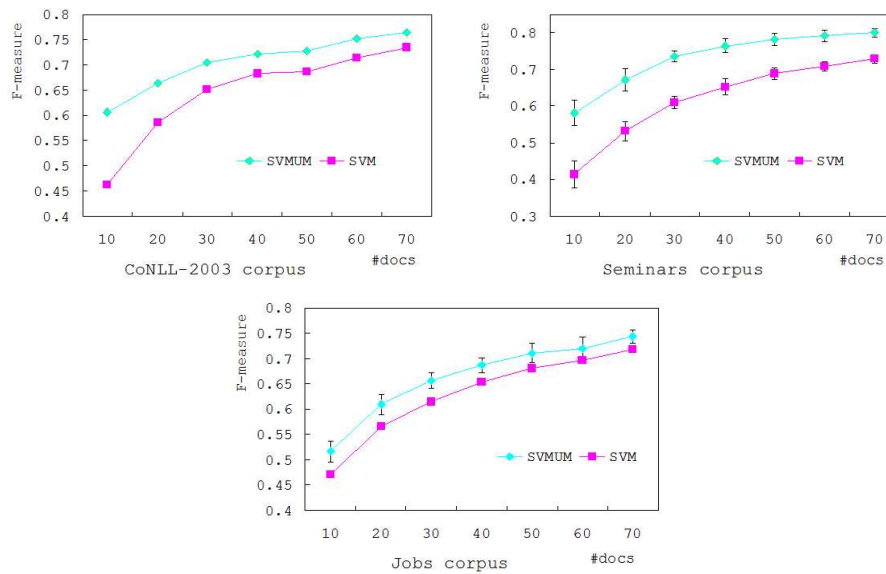 F-measure
0.8
0.75
0.7
0.65
0.6
0.55
0.5
0.45
0.4
SVMUM SVM
10 20 30 40 50 60 70
#docs
CoNLL-2003 corpus
F-measure
0.8
0.7
0.6
0.5
0.4
0.3
SVMUM SVM
10 20 30 40 50 60 70
#docs
Seminars corpus
F-measure
0.8
0.75
0.7
0.65
0.6
0.55
0.5
0.45
0.4
SVMUM SVM
10 20 30 40 50 60 70
#docs
Jobs corpus